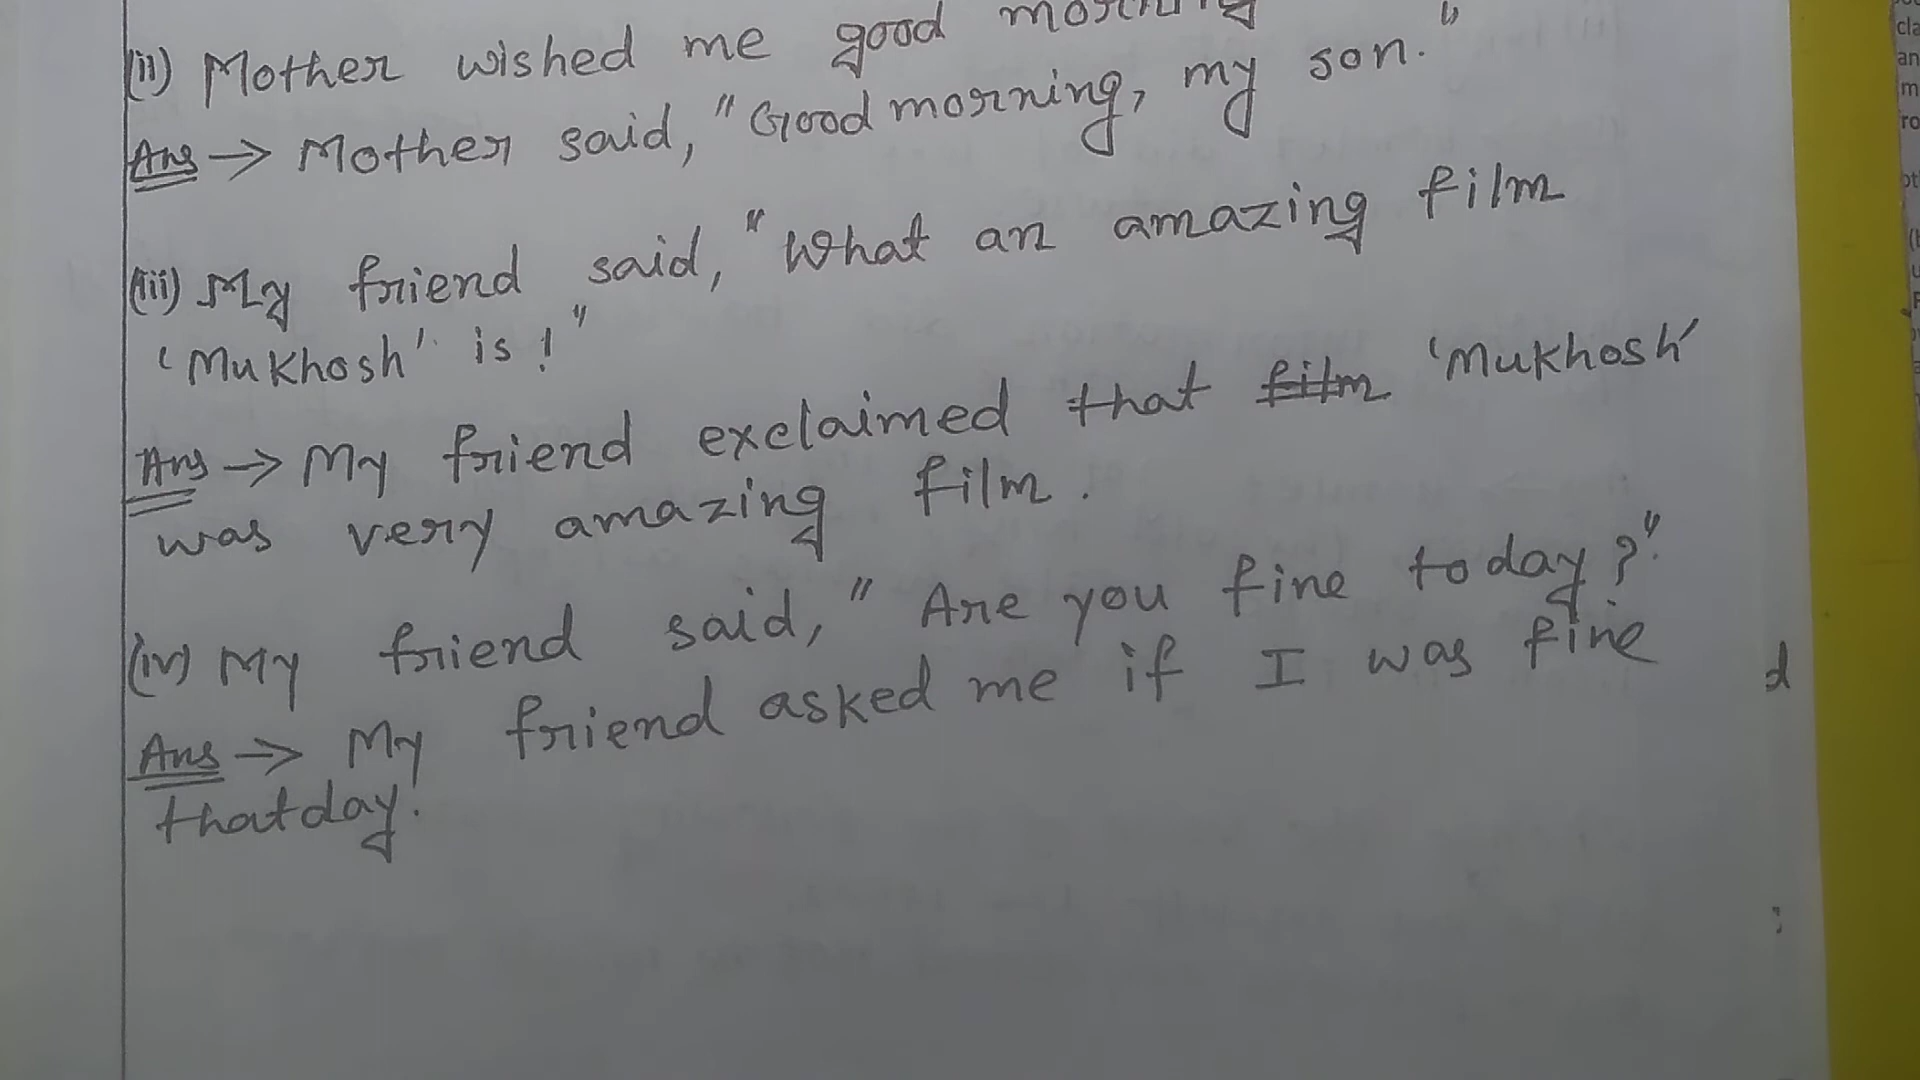 (ii) Mother wished me good morning
Ans → Mother said, "Good morning, my son."
(iii) My friend said, "What an amazing film
'Mukhosh' is!"
Ans → My friend exclaimed that film 'Mukhosh'
was very amazing film.
(iv) My friend said, "Are you fine today?"
Ans → My friend asked me if I was fine
that day.